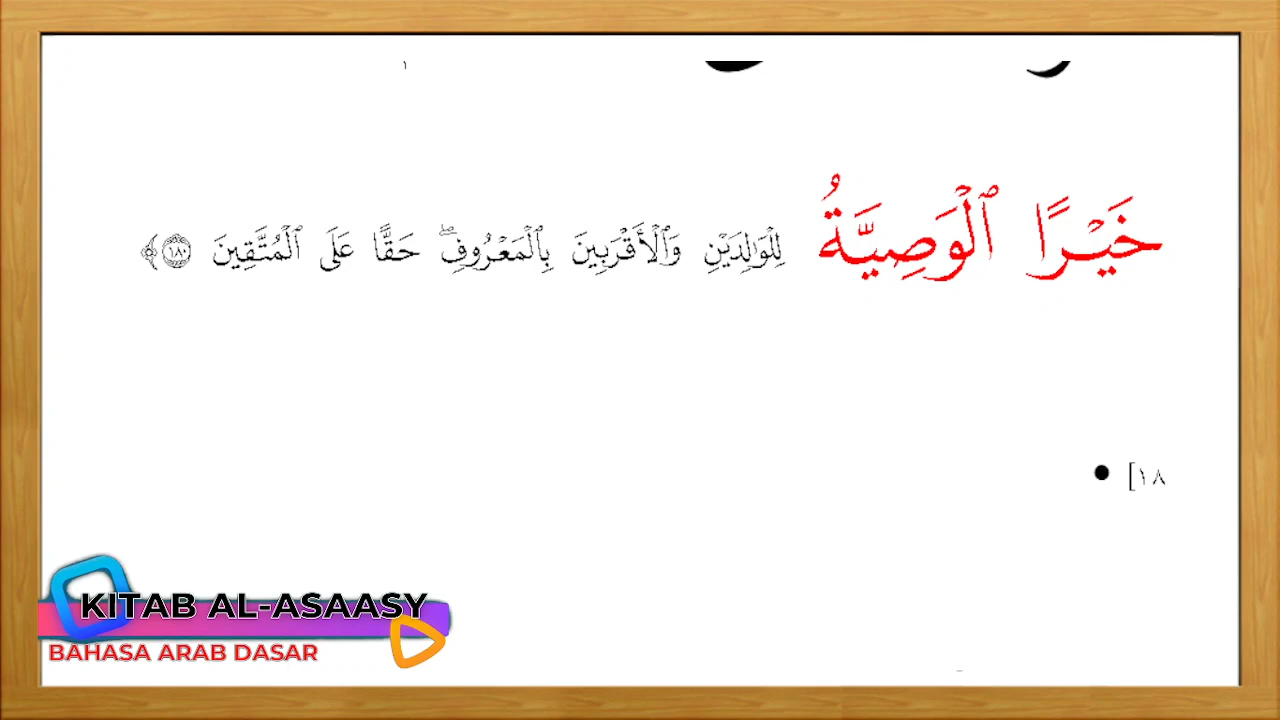 خَيْرًا ٱلْوَصِيَّةُ لِلْوَٰلِدَيْنِ وَٱلْأَقْرَبِينَ بِٱلْمَعْرُوفِ ۖ حَقًّا عَلَى ٱلْمُتَّقِينَ ﴿١٨٠﴾
١٨] •
KITAB AL-ASAASY
BAHASA ARAB DASAR